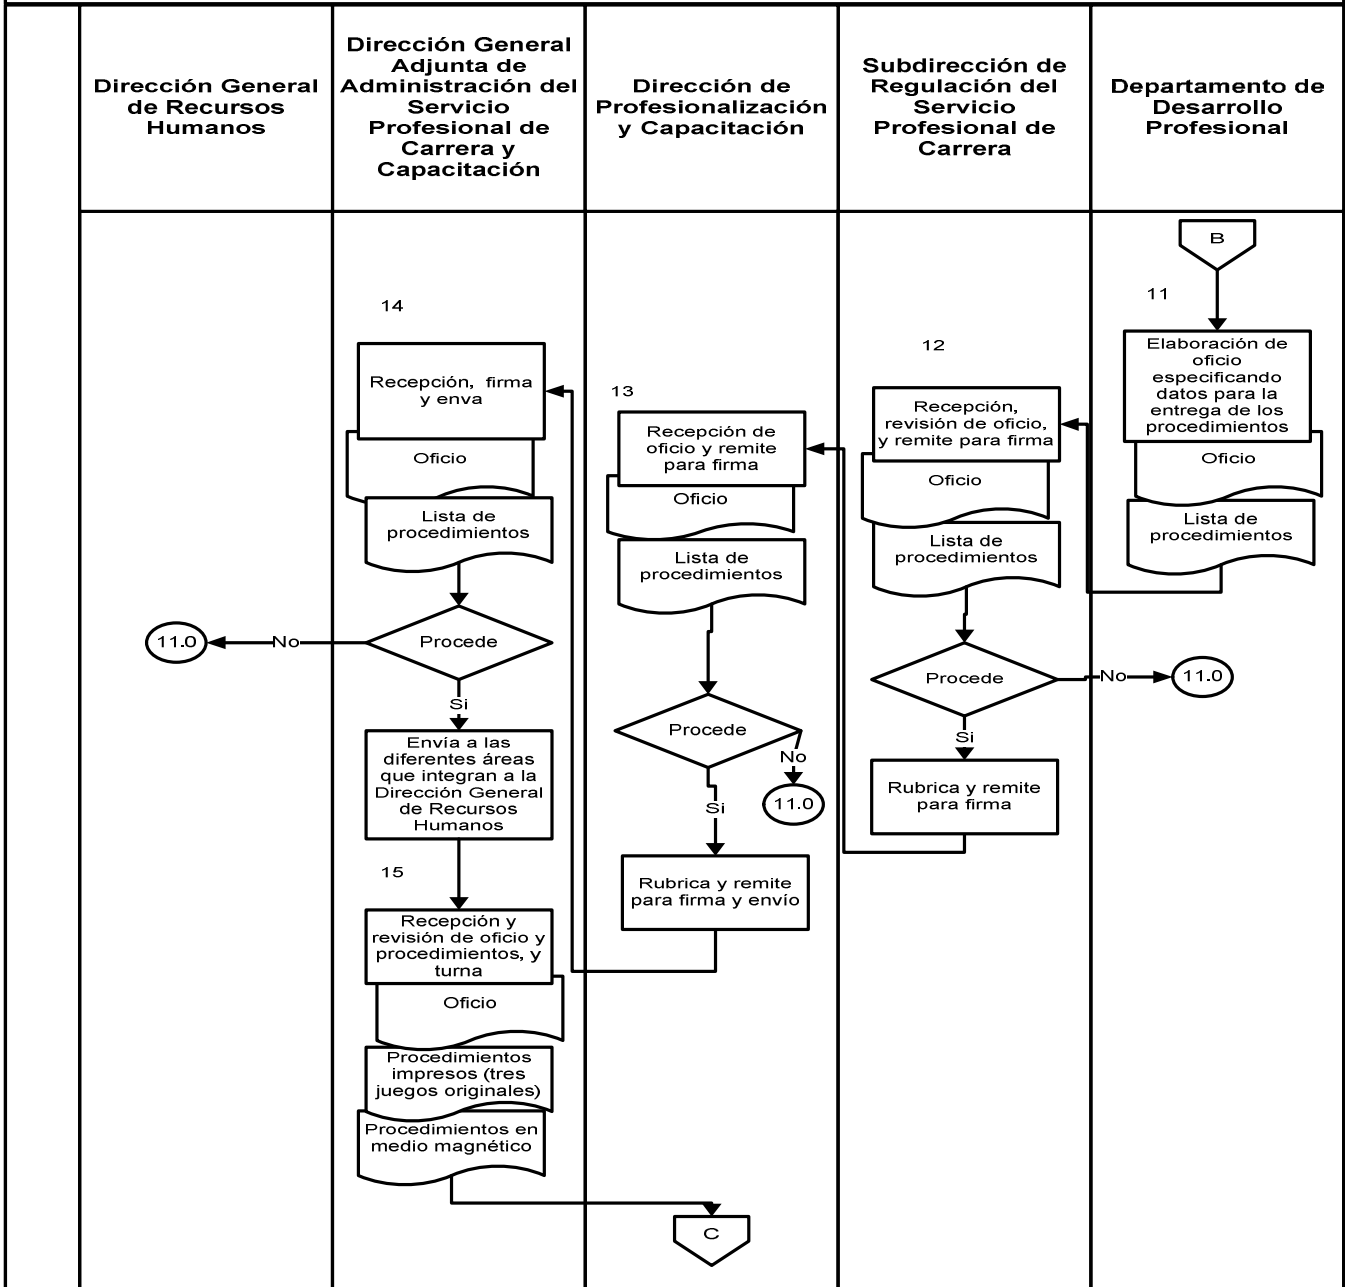 Dirección General
de Recursos
Humanos
Dirección General
Adjunta de
Administración del
Servicio
Profesional de
Carrera y
Capacitación
Dirección de
Profesionalización
y Capacitación
Subdirección de
Regulación del
Servicio
Profesional de
Carrera
Departamento de
Desarrollo
Profesional
B
11
Elaboración de
oficio
especificando
datos para la
entrega de los
procedimientos
Oficio
Lista de
procedimientos
12
Recepción,
revisión de oficio,
y remite para firma
Oficio
Lista de
procedimientos
Procede
No
11.0
Si
Rubrica y remite
para firma
13
Recepción de
oficio y remite
para firma
Oficio
Lista de
procedimientos
Procede
No
11.0
Si
Rubrica y remite
para firma y envío
14
Recepción, firma
y enva
Oficio
Lista de
procedimientos
Procede
No
11.0
Si
Envía a las
diferentes áreas
que integran a la
Dirección General
de Recursos
Humanos
15
Recepción y
revisión de oficio y
procedimientos, y
turna
Oficio
Procedimientos
impresos (tres
juegos originales)
Procedimientos en
medio magnético
C